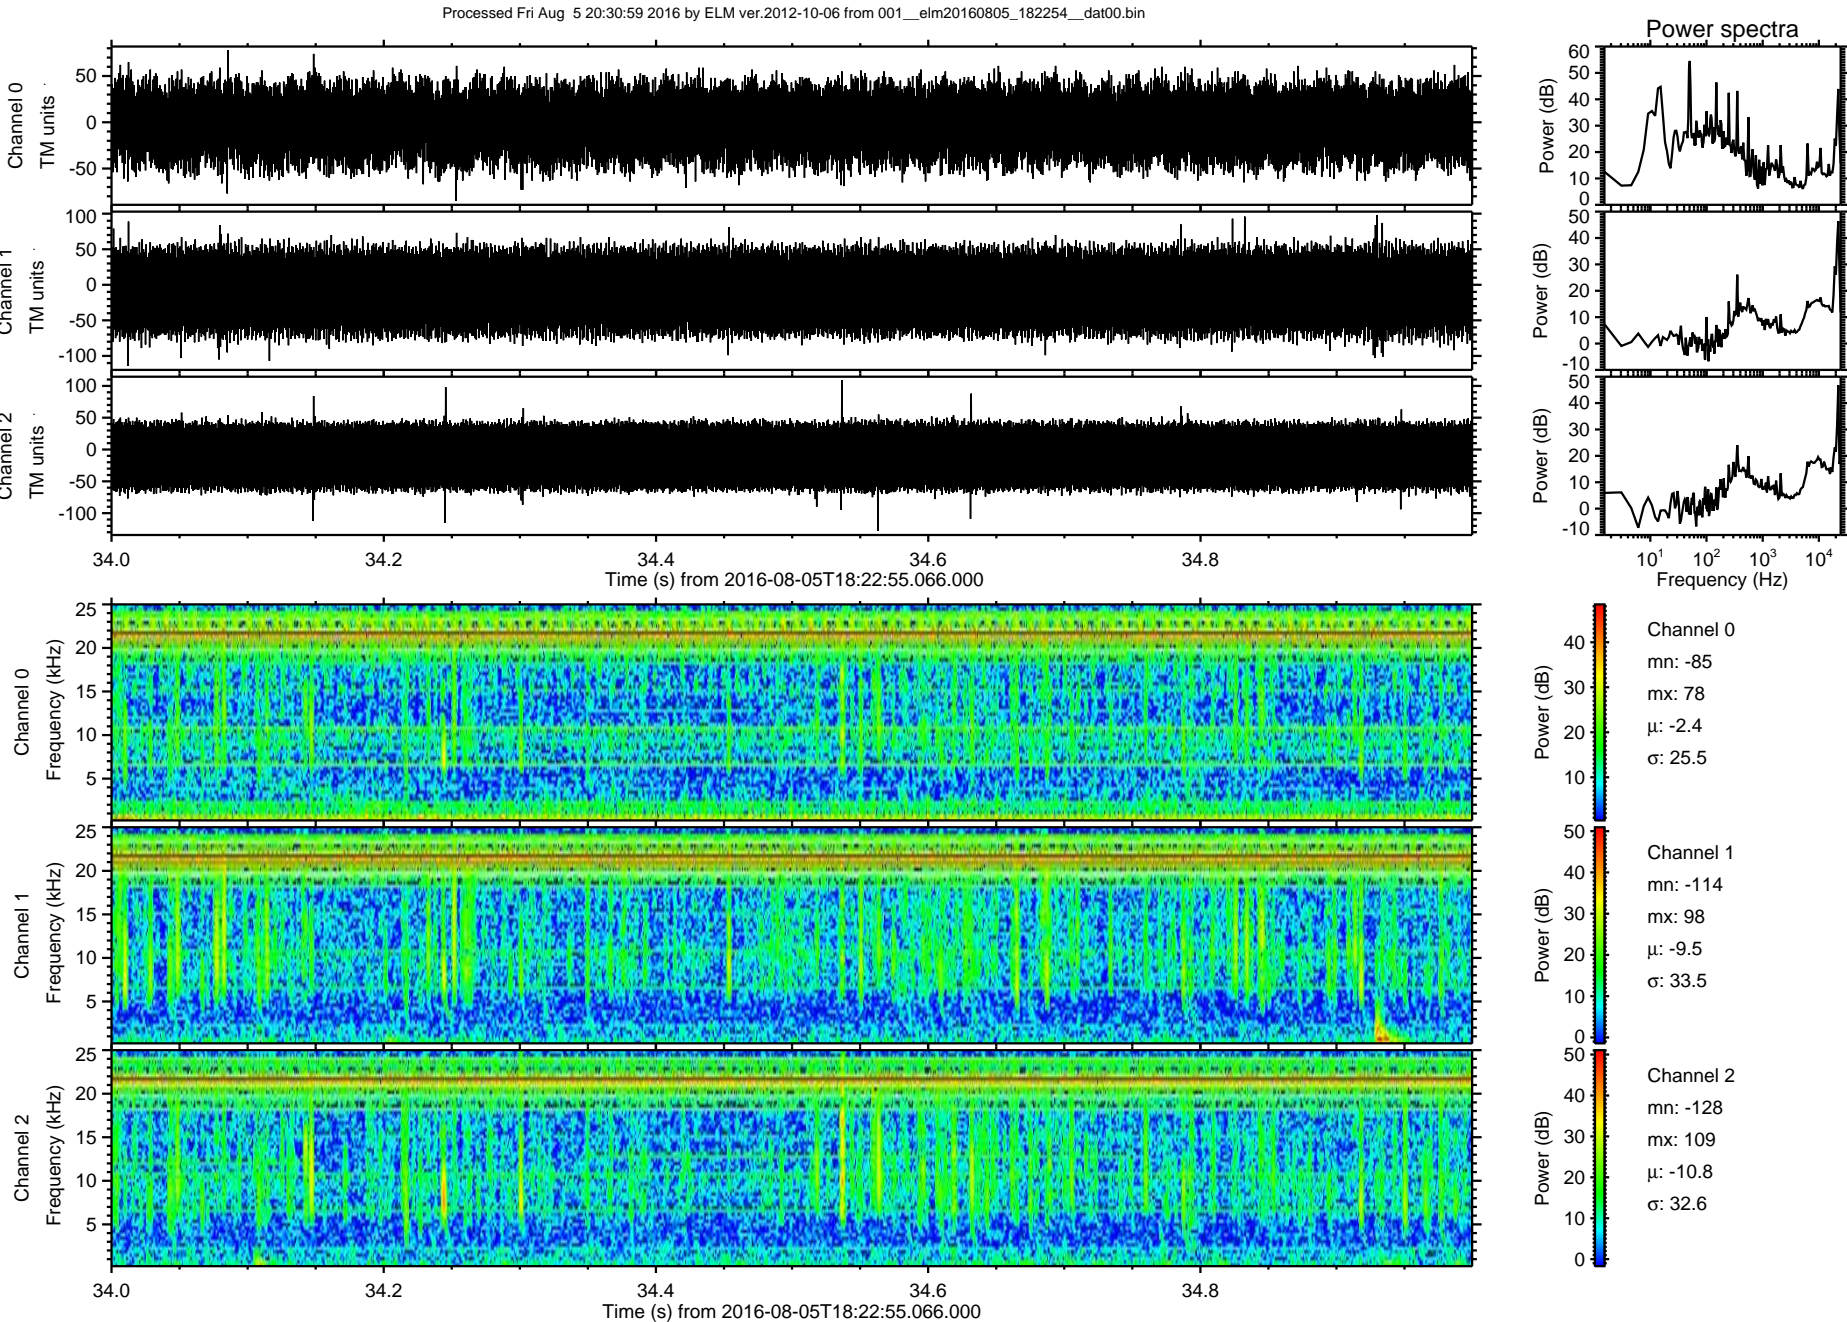 Processed Fri Aug  5 20:30:59 2016 by ELM ver.2012-10-06 from 001__elm20160805_182254__dat00.bin
Power spectra
Channel 0
TM units
50
0
-50
Power (dB)
60
50
40
30
20
10
0
Channel 1
TM units
100
50
0
-50
-100
Power (dB)
50
40
30
20
10
0
-10
Channel 2
TM units
100
50
0
-50
-100
Power (dB)
50
40
30
20
10
0
-10
34.0 34.2 34.4 34.6 34.8
Time (s) from 2016-08-05T18:22:55.066.000
10^1 10^2 10^3 10^4
Frequency (Hz)
Channel 0
Frequency (kHz)
25
20
15
10
5
Power (dB)
40
30
20
10
Channel 0
mn: -85
mx: 78
μ: -2.4
σ: 25.5
Channel 1
Frequency (kHz)
25
20
15
10
5
Power (dB)
50
40
30
20
10
0
Channel 1
mn: -114
mx: 98
μ: -9.5
σ: 33.5
Channel 2
Frequency (kHz)
25
20
15
10
5
Power (dB)
50
40
30
20
10
0
Channel 2
mn: -128
mx: 109
μ: -10.8
σ: 32.6
34.0 34.2 34.4 34.6 34.8
Time (s) from 2016-08-05T18:22:55.066.000